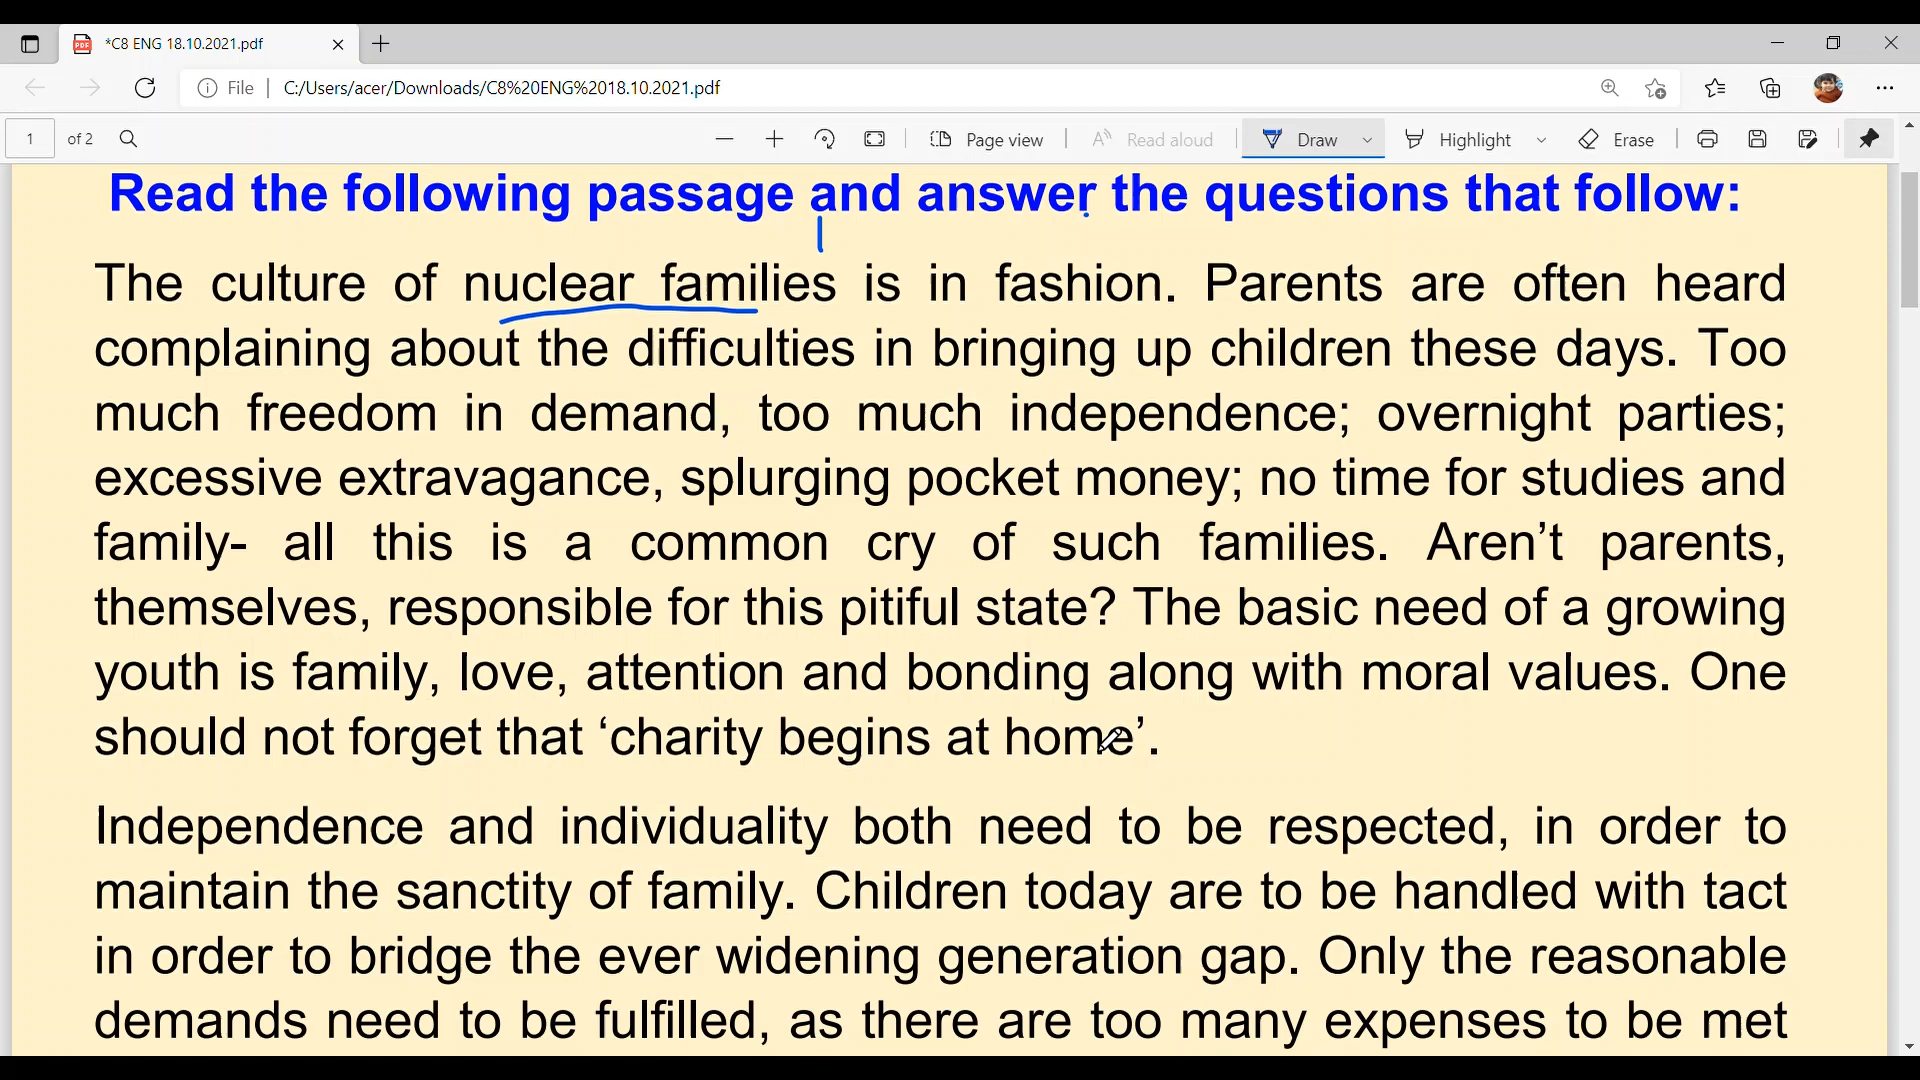 *C8 ENG 18.10.2021.pdf
File | C:/Users/acer/Downloads/C8%20ENG%2018.10.2021.pdf
1 of 2 Page view Read aloud Draw Highlight Erase
Read the following passage and answer the questions that follow:
The culture of nuclear families is in fashion. Parents are often heard
complaining about the difficulties in bringing up children these days. Too
much freedom in demand, too much independence; overnight parties;
excessive extravagance, splurging pocket money; no time for studies and
family- all this is a common cry of such families. Aren’t parents,
themselves, responsible for this pitiful state? The basic need of a growing
youth is family, love, attention and bonding along with moral values. One
should not forget that ‘charity begins at home’.
Independence and individuality both need to be respected, in order to
maintain the sanctity of family. Children today are to be handled with tact
in order to bridge the ever widening generation gap. Only the reasonable
demands need to be fulfilled, as there are too many expenses to be met